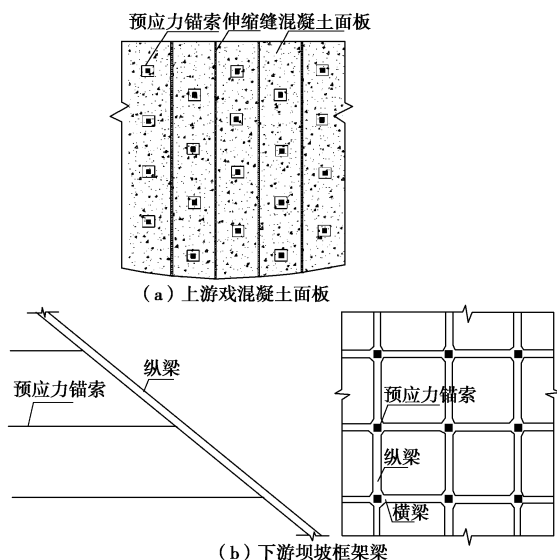 预应力锚索 伸缩缝 混凝土面板
(a)上游戏混凝土面板
纵梁
预应力锚索
预应力锚索
纵梁
横梁
(b)下游坝坡框架梁